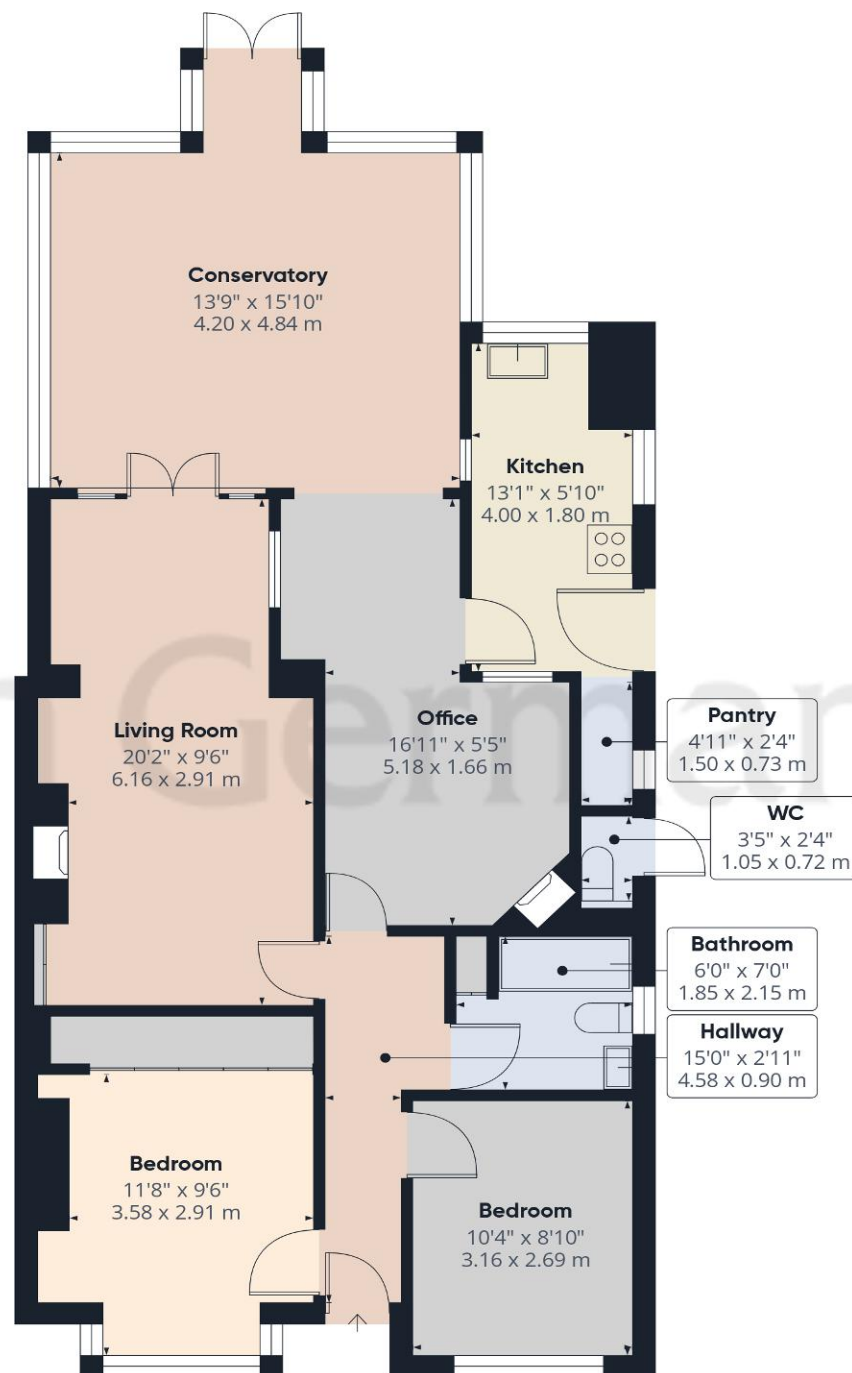 Conservatory
13'9" x 15'10"
4.20 x 4.84 m
Kitchen
13'1" x 5'10"
4.00 x 1.80 m
German
Living Room
20'2" x 9'6"
6.16 x 2.91 m
Office
16'11" x 5'5"
5.18 x 1.66 m
Pantry
4'11" x 2'4"
1.50 x 0.73 m
WC
3'5" x 2'4"
1.05 x 0.72 m
Bathroom
6'0" x 7'0"
1.85 x 2.15 m
Hallway
15'0" x 2'11"
4.58 x 0.90 m
Bedroom
11'8" x 9'6"
3.58 x 2.91 m
Bedroom
10'4" x 8'10"
3.16 x 2.69 m